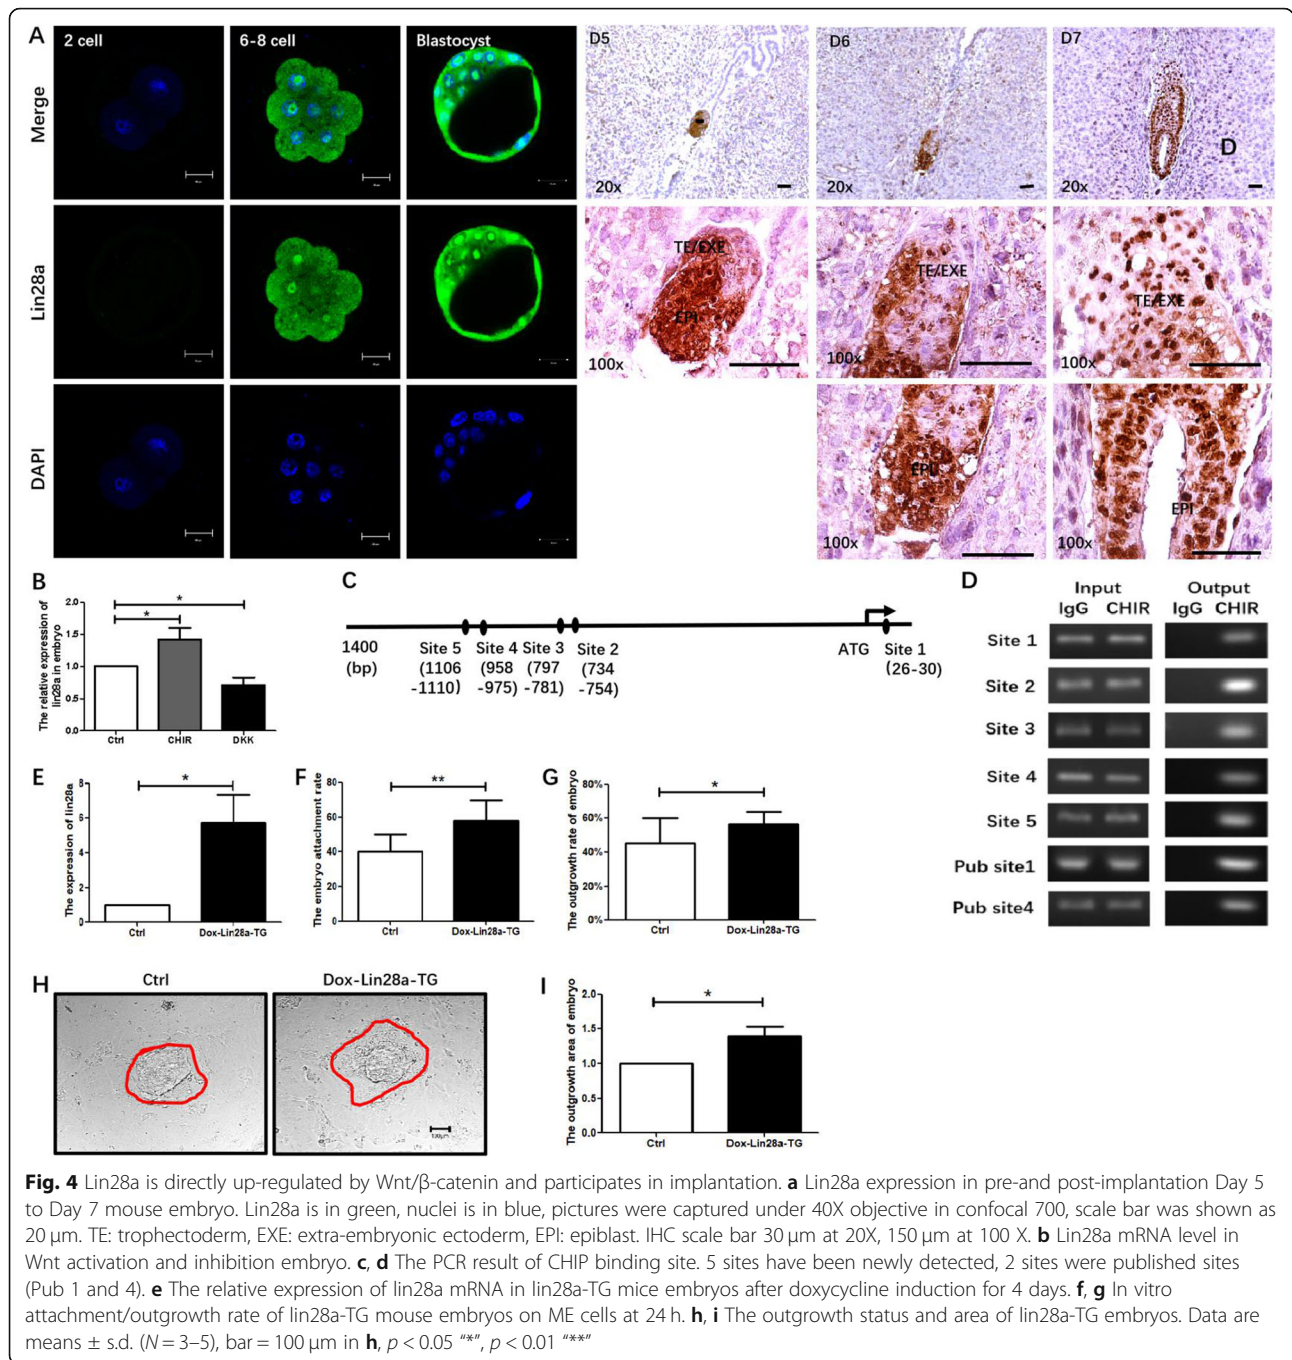 A
2 cell
6-8 cell
Blastocyst
D5
D6
D7
Merge
D
20x
20x
20x
Lin28a
TE/EXE
EPI
100x
TE/EXE
100x
TE/EXE
100x
DAPI
EPI
100x
EPI
100x
B
The relative expression of
lin28a in embryo
2.0
1.5
1.0
0.5
0.0
*
*
Ctrl
CHIR
DKK
C
1400
(bp)
Site 5
(1106
-1110)
Site 4
(958
-975)
Site 3
(797
-781)
Site 2
(734
-754)
ATG
Site 1
(26-30)
D
Input
Output
IgG CHIR
IgG CHIR
Site 1
Site 2
Site 3
Site 4
Site 5
Pub site1
Pub site4
E
The expression of lin28a
8
6
4
2
0
*
Ctrl
Dox-Lin28a-TG
F
The embryo attachment rate
80
60
40
20
0
**
Ctrl
Dox-Lin28a-TG
G
The outgrowth rate of embryo
80%
60%
40%
20%
0%
*
Ctrl
Dox-Lin28a-TG
H
Ctrl
Dox-Lin28a-TG
100μm
I
The outgrowth area of embryo
2.0
1.5
1.0
0.5
0.0
*
Ctrl
Dox-Lin28a-TG
Fig. 4 Lin28a is directly up-regulated by Wnt/β-catenin and participates in implantation. a Lin28a expression in pre-and post-implantation Day 5
to Day 7 mouse embryo. Lin28a is in green, nuclei is in blue, pictures were captured under 40X objective in confocal 700, scale bar was shown as
20 μm. TE: trophectoderm, EXE: extra-embryonic ectoderm, EPI: epiblast. IHC scale bar 30 μm at 20X, 150 μm at 100 X. b Lin28a mRNA level in
Wnt activation and inhibition embryo. c, d The PCR result of CHIP binding site. 5 sites have been newly detected, 2 sites were published sites
(Pub 1 and 4). e The relative expression of lin28a mRNA in lin28a-TG mice embryos after doxycycline induction for 4 days. f, g In vitro
attachment/outgrowth rate of lin28a-TG mouse embryos on ME cells at 24 h. h, i The outgrowth status and area of lin28a-TG embryos. Data are
means ± s.d. (N = 3–5), bar = 100 μm in h, p < 0.05 “*”, p < 0.01 “**”